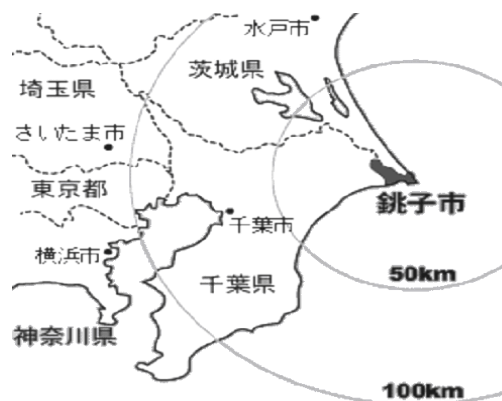 水戸市
茨城県
埼玉県
さいたま市
東京都
銚子市
千葉市
横浜市
50km
千葉県
神奈川県
100km